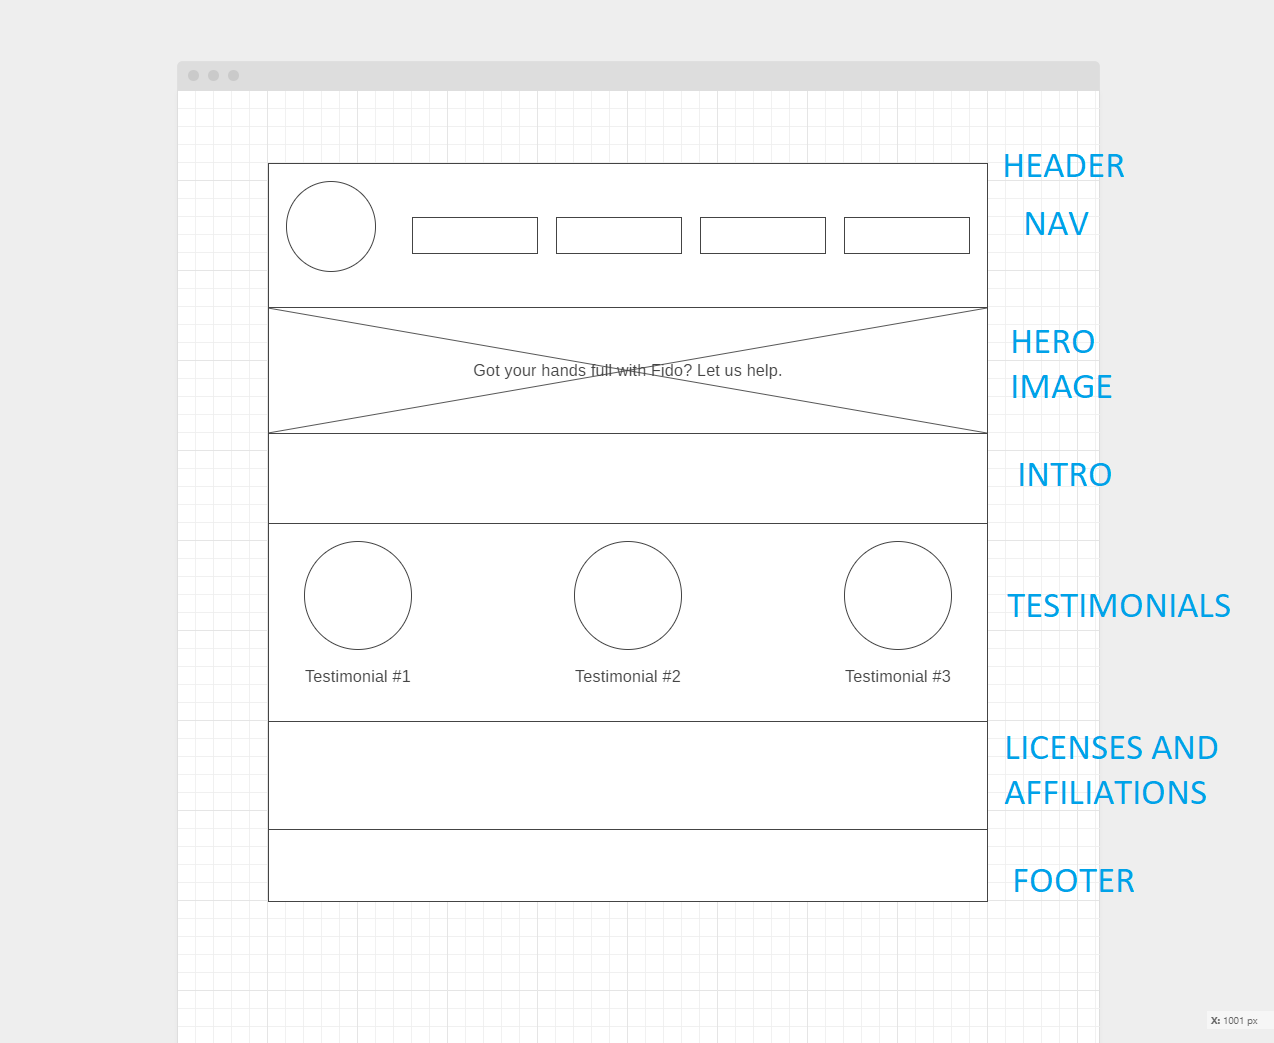 HEADER
NAV
HERO
IMAGE
Got your hands full with Fido? Let us help.
INTRO
TESTIMONIALS
Testimonial #1
Testimonial #2
Testimonial #3
LICENSES AND
AFFILIATIONS
FOOTER
X: 1001 px